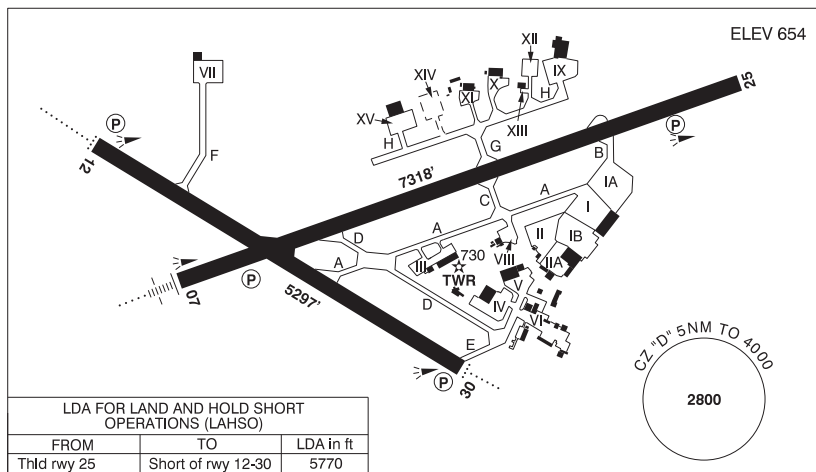 ELEV 654
XII
VII
XIV
X
IX
XI
H
25
XV
XIII
P
P
H
G
B
12
F
7318'
IA
A
C
I
D
A
II
IB
730
VIII
IIA
A
III
TWR
P
V
07
5297'
D
IV
VI
E
CZ "D" 5NM TO 4000
P
30
2800
LDA FOR LAND AND HOLD SHORT
OPERATIONS (LAHSO)
FROM TO LDA in ft
Thld rwy 25 Short of rwy 12-30 5770